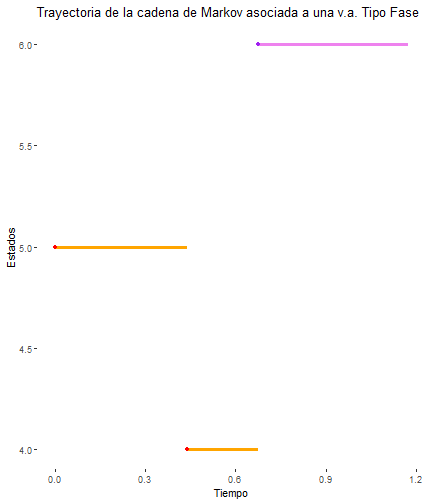 Trayectoria de la cadena de Markov asociada a una v.a. Tipo Fase
6.0
5.5
5.0
4.5
4.0
Estados
0.0 0.3 0.6 0.9 1.2
Tiempo